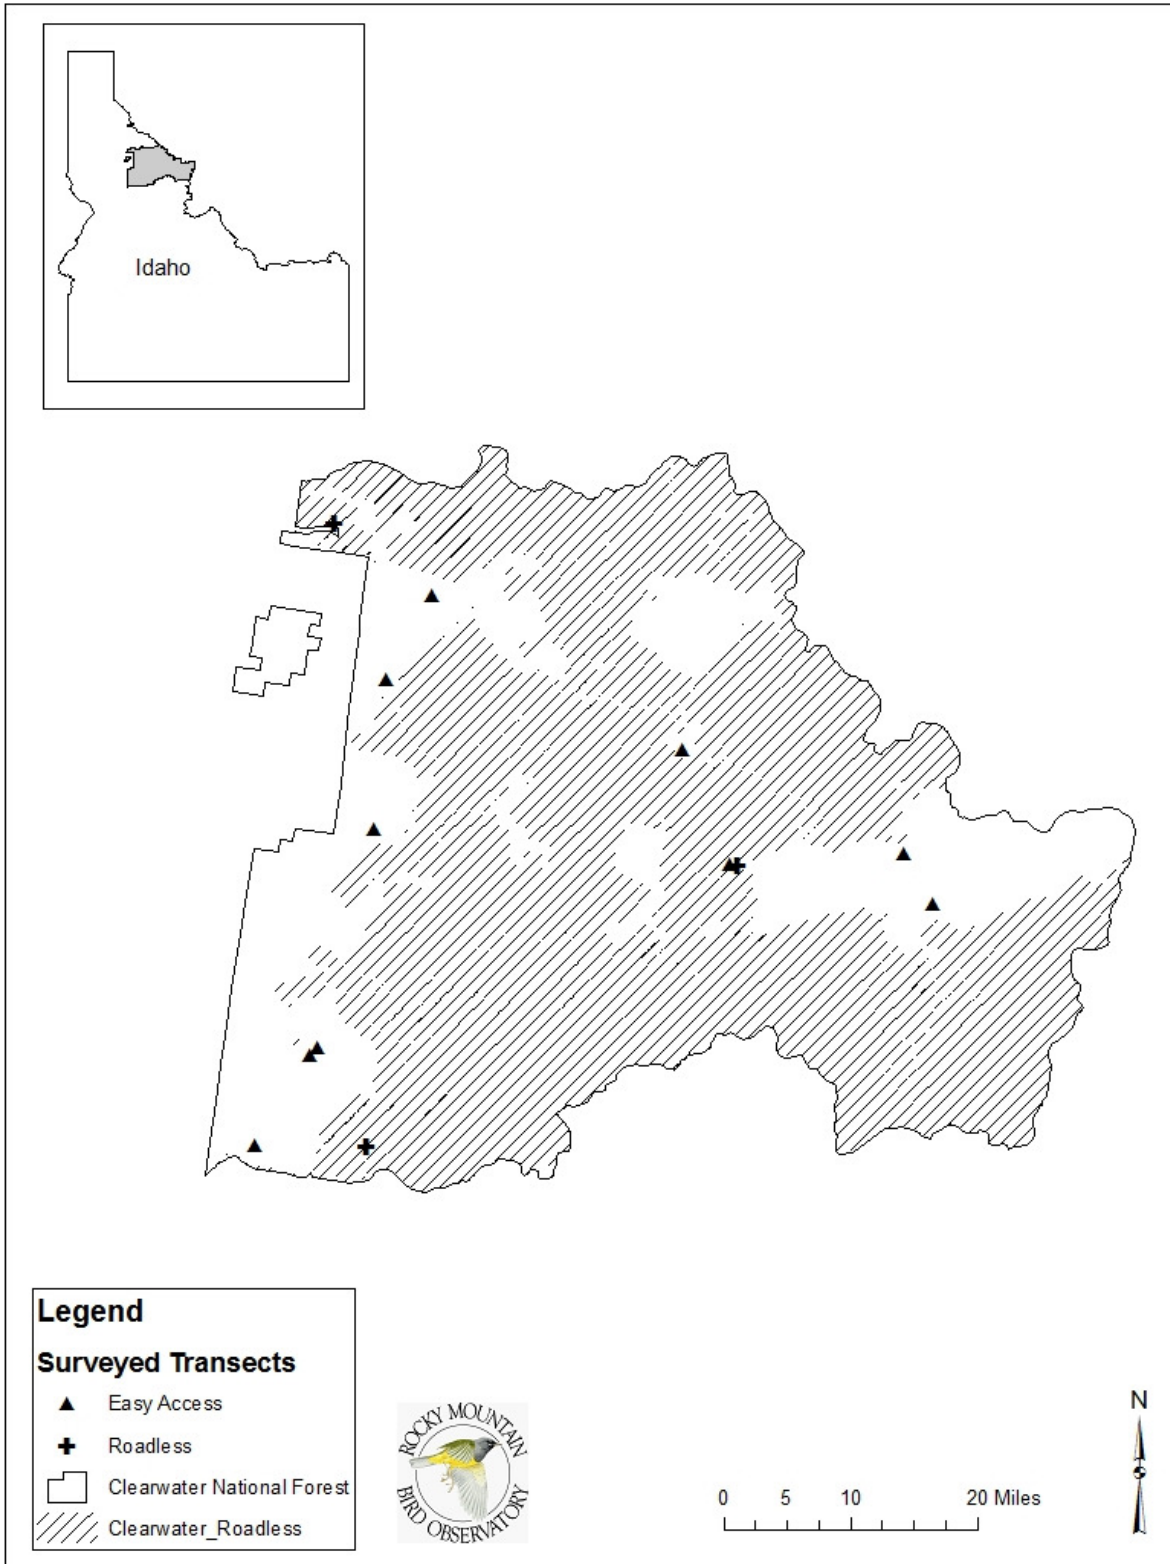 Idaho
Legend
Surveyed Transects
Easy Access
Roadless
Clearwater National Forest
Clearwater_Roadless
ROCKY MOUNTAIN
BIRD OBSERVATORY
N
0 5 10 20 Miles